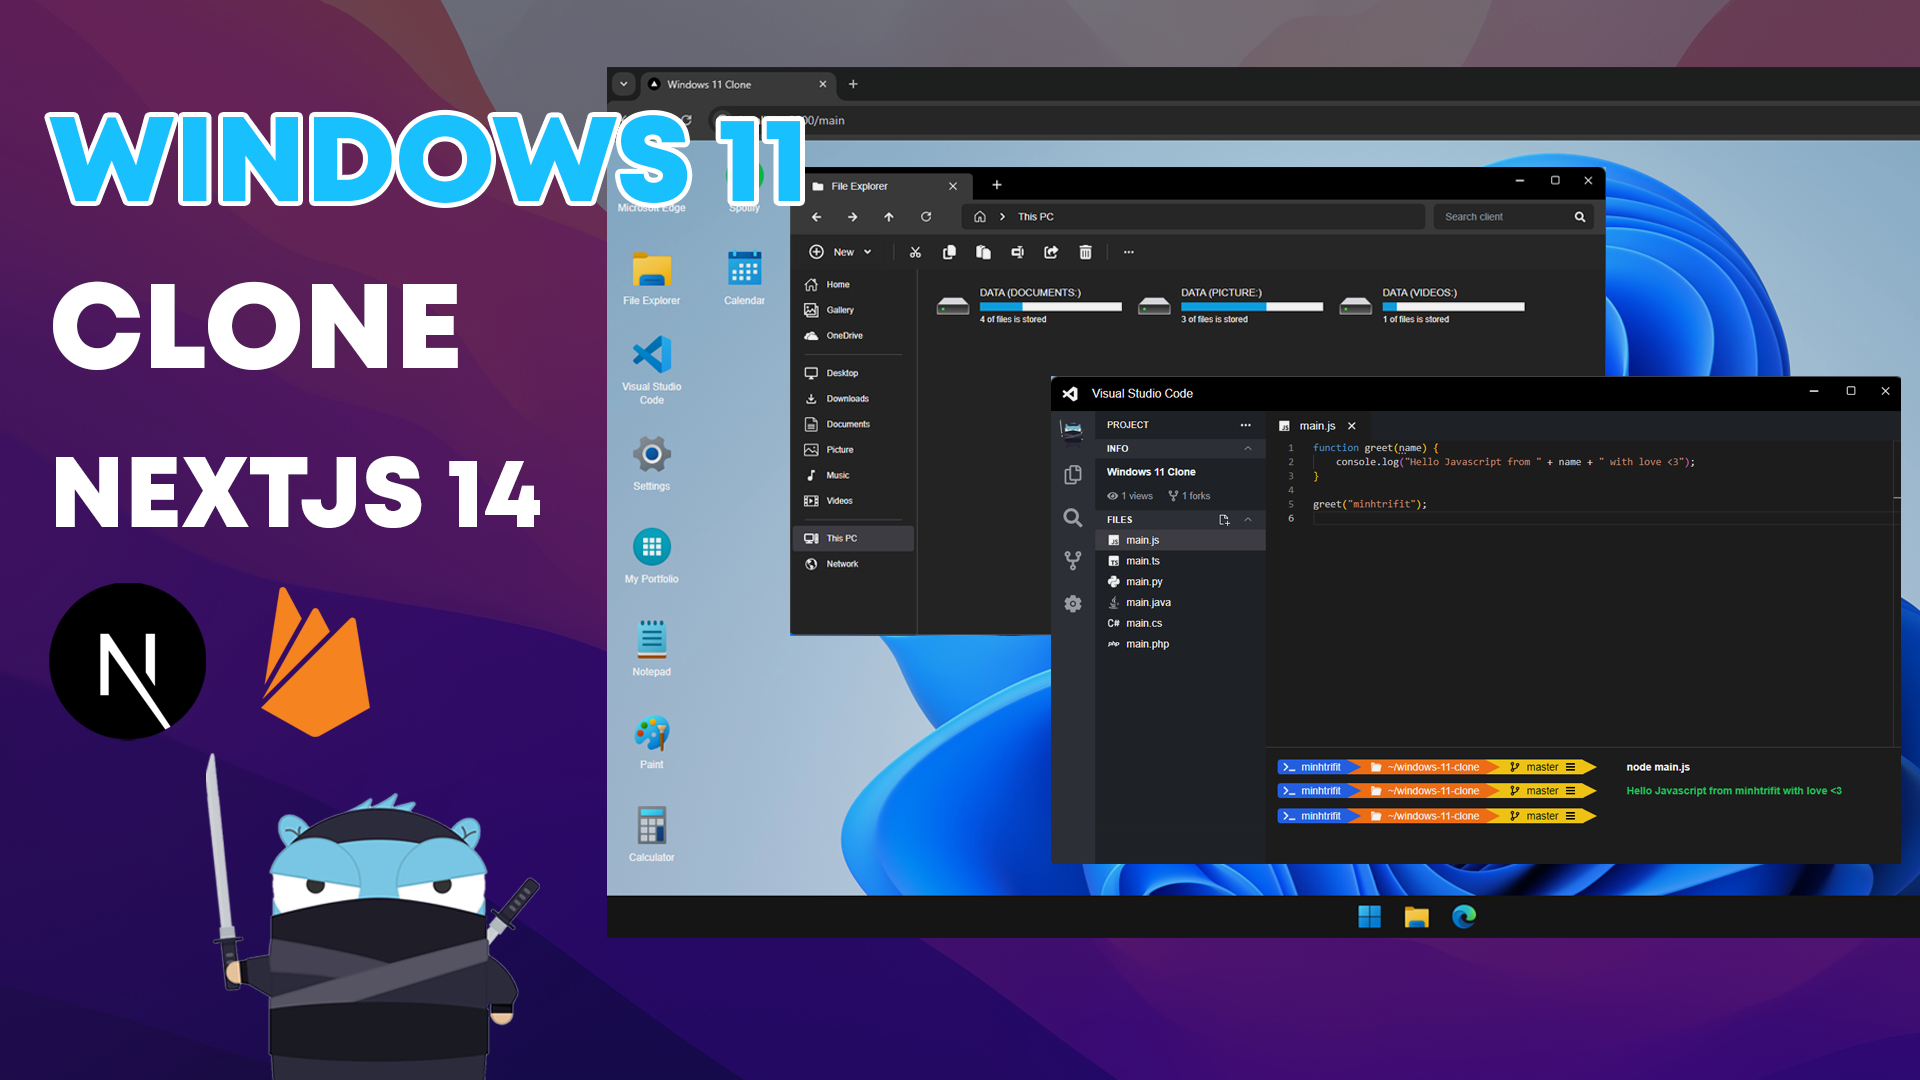 WINDOWS 11
CLONE
NEXTJS 14
Windows 11 Clone
/main
Microsoft Edge
Spotify
File Explorer
Calendar
Visual Studio
Code
Settings
My Portfolio
Notepad
Paint
Calculator
File Explorer
This PC
Search client
New
Home
Gallery
OneDrive
Desktop
Downloads
Documents
Picture
Music
Videos
This PC
Network
DATA (DOCUMENTS:)
4 of files is stored
DATA (PICTURE:)
3 of files is stored
DATA (VIDEOS:)
1 of files is stored
Visual Studio Code
PROJECT
INFO
Windows 11 Clone
1 views
1 forks
FILES
JS main.js
TS main.ts
main.py
main.java
C# main.cs
php main.php
JS main.js
1 function greet(name) {
2 console.log("Hello Javascript from " + name + " with love <3");
3 }
4
5 greet("minhtrifit");
6
>_ minhtrifit ~/windows-11-clone master node main.js
>_ minhtrifit ~/windows-11-clone master Hello Javascript from minhtrifit with love <3
>_ minhtrifit ~/windows-11-clone master